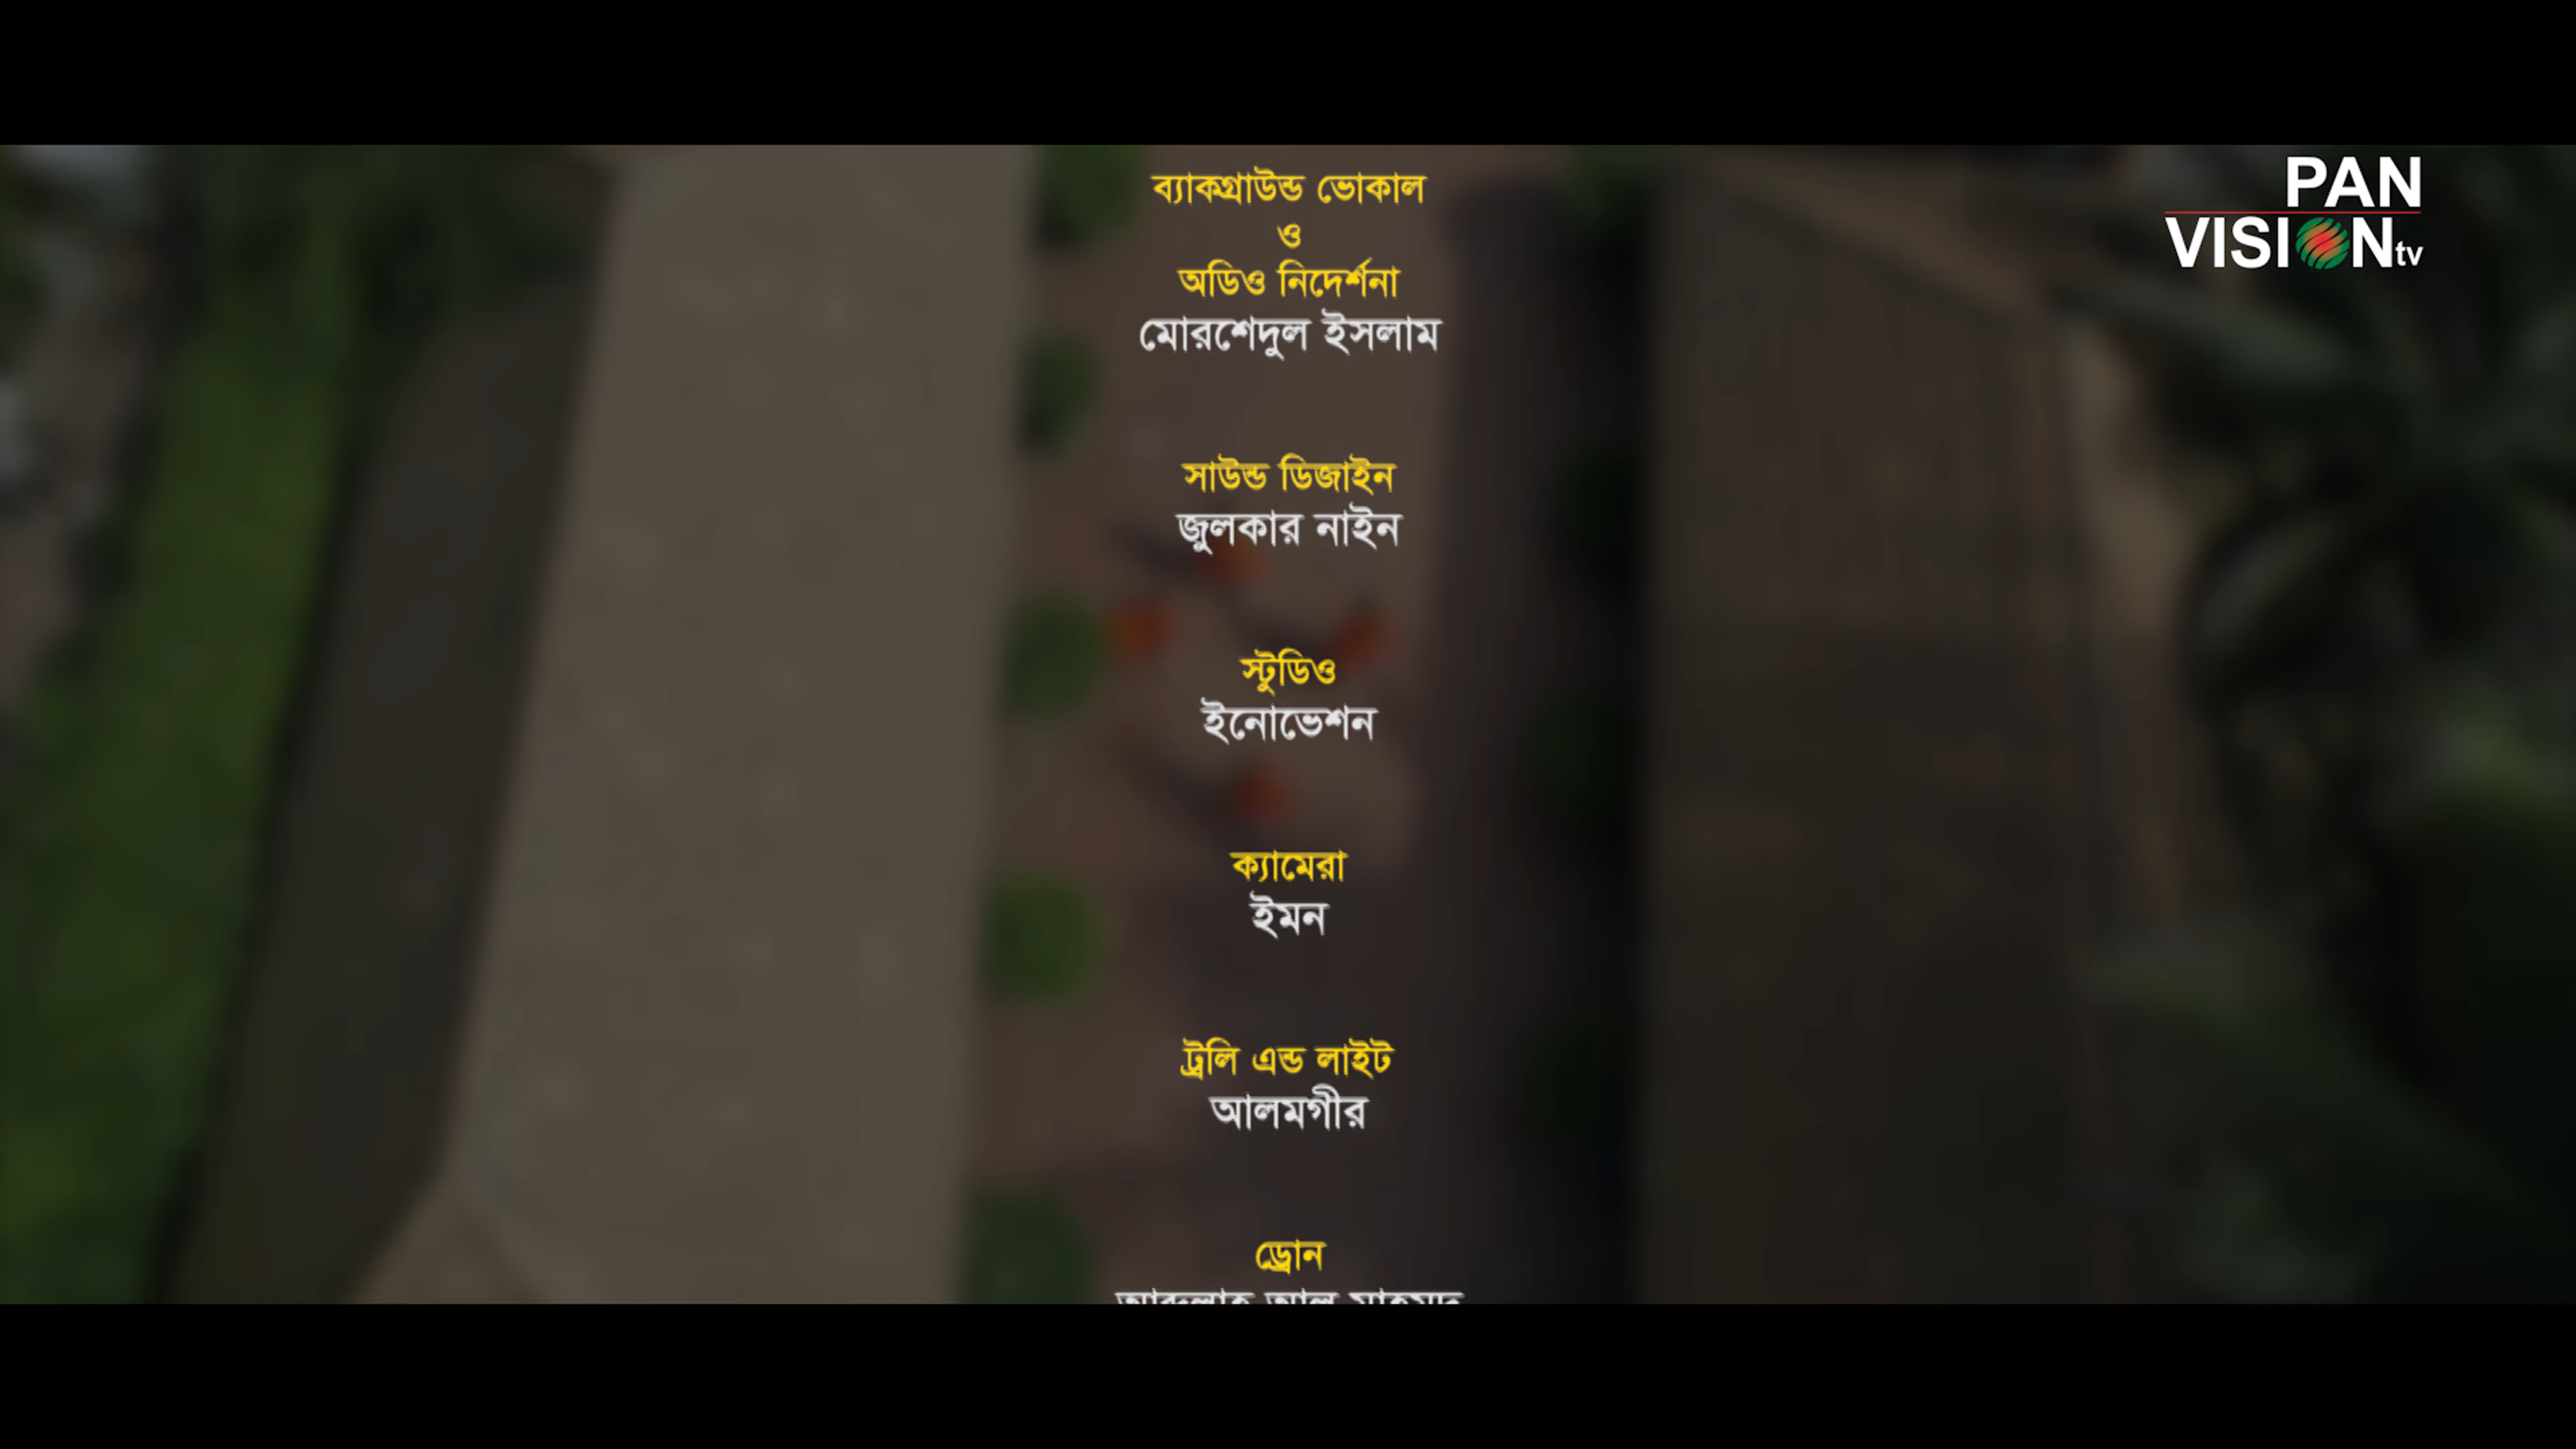 ব্যাকগ্রাউন্ড ভোকাল
ও
অডিও নিদের্শনা
মোরশেদুল ইসলাম
সাউন্ড ডিজাইন
জুলকার নাইন
স্টুডিও
ইনোভেশন
ক্যামেরা
ইমন
ট্রলি এন্ড লাইট
আলমগীর
ড্রোন
PAN
VISION tv